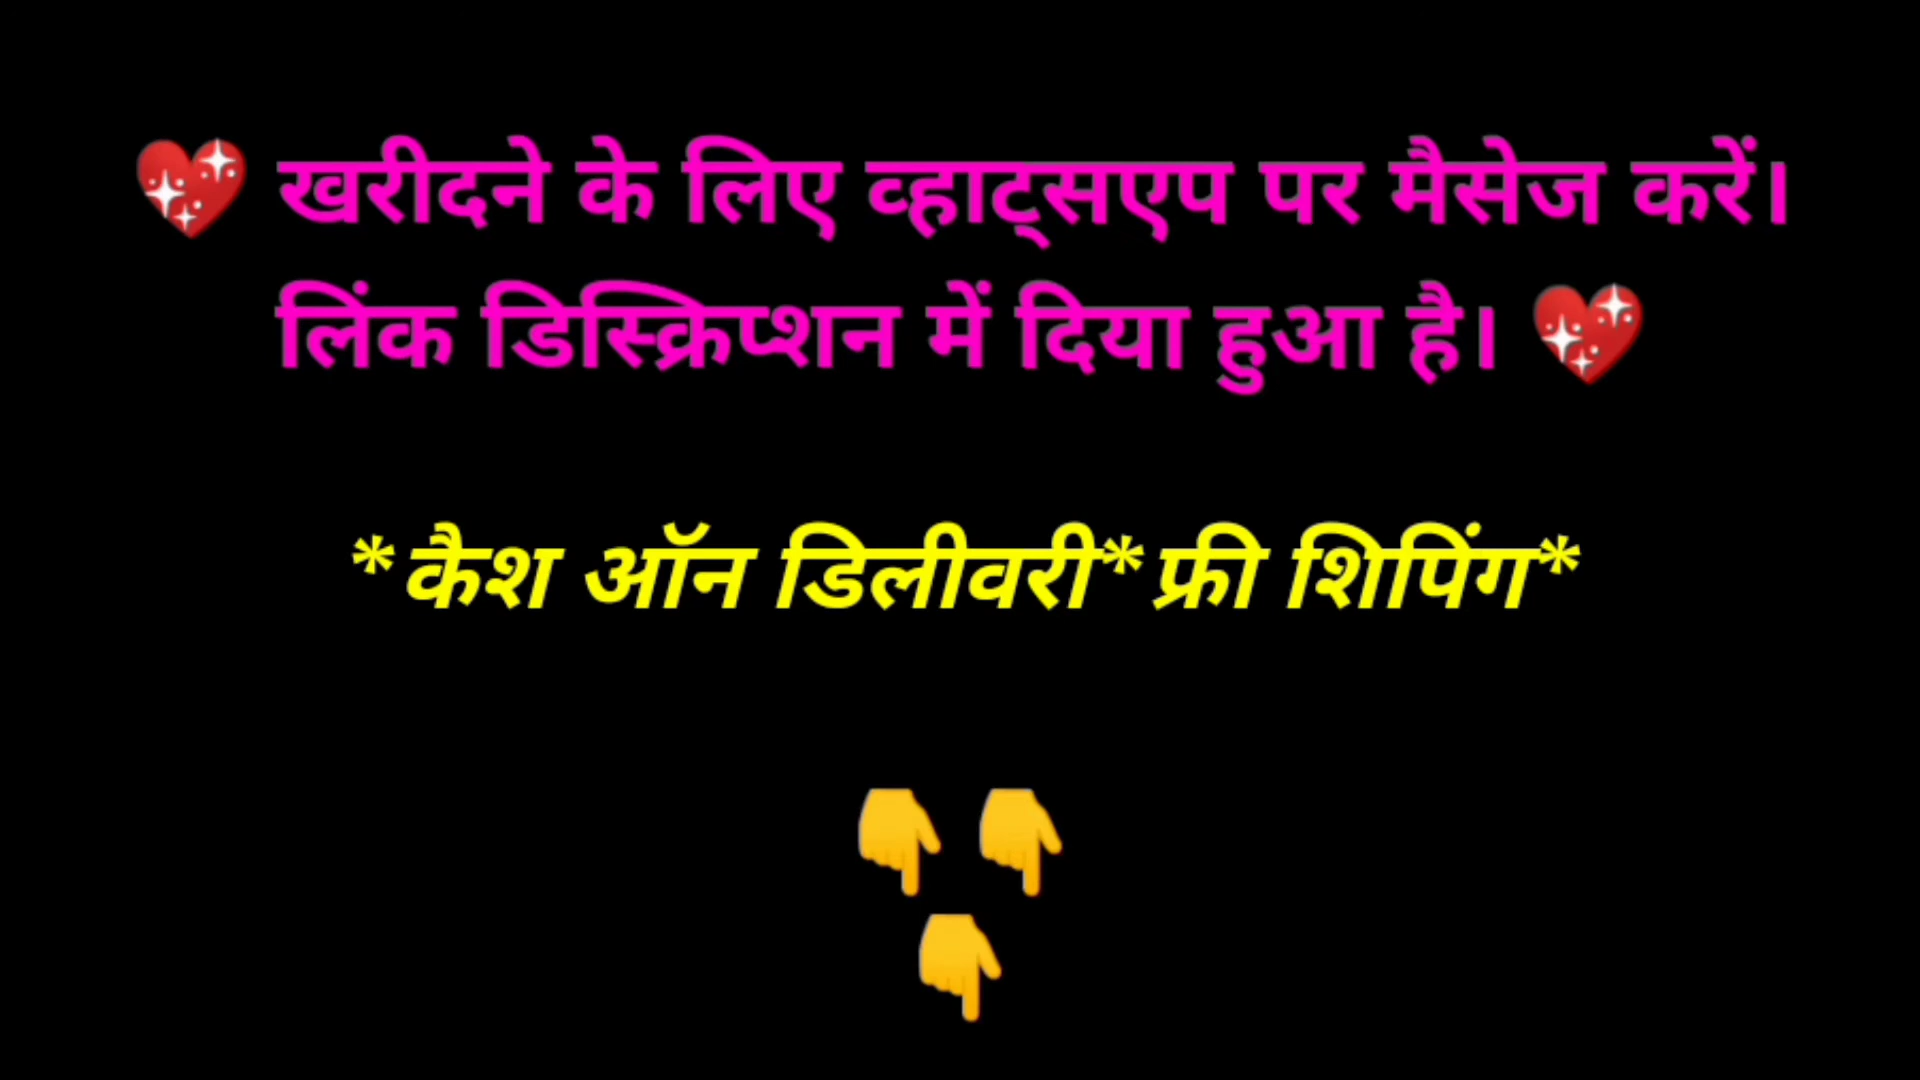 💖 खरीदने के लिए व्हाट्सएप पर मैसेज करें।
लिंक डिस्क्रिप्शन में दिया हुआ है। 💖
*कैश ऑन डिलीवरी*फ्री शिपिंग*
👇 👇
👇